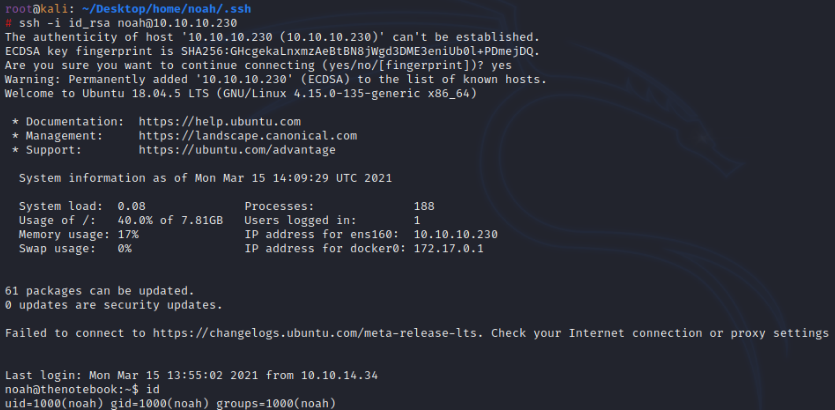 root@kali: ~/Desktop/home/noah/.ssh
# ssh -i id_rsa noah@10.10.10.230
The authenticity of host '10.10.10.230 (10.10.10.230)' can't be established.
ECDSA key fingerprint is SHA256:GHcgekaLnxmzAeBtBN8jWgd3DME3eniUb0l+PDmejDQ.
Are you sure you want to continue connecting (yes/no/[fingerprint])? yes
Warning: Permanently added '10.10.10.230' (ECDSA) to the list of known hosts.
Welcome to Ubuntu 18.04.5 LTS (GNU/Linux 4.15.0-135-generic x86_64)
* Documentation: https://help.ubuntu.com
* Management: https://landscape.canonical.com
* Support: https://ubuntu.com/advantage
System information as of Mon Mar 15 14:09:29 UTC 2021
System load: 0.08 Processes: 188
Usage of /: 40.0% of 7.81GB Users logged in: 1
Memory usage: 17% IP address for ens160: 10.10.10.230
Swap usage: 0% IP address for docker0: 172.17.0.1
61 packages can be updated.
0 updates are security updates.
Failed to connect to https://changelogs.ubuntu.com/meta-release-lts. Check your Internet connection or proxy settings
Last login: Mon Mar 15 13:55:02 2021 from 10.10.14.34
noah@thenotebook:~$ id
uid=1000(noah) gid=1000(noah) groups=1000(noah)